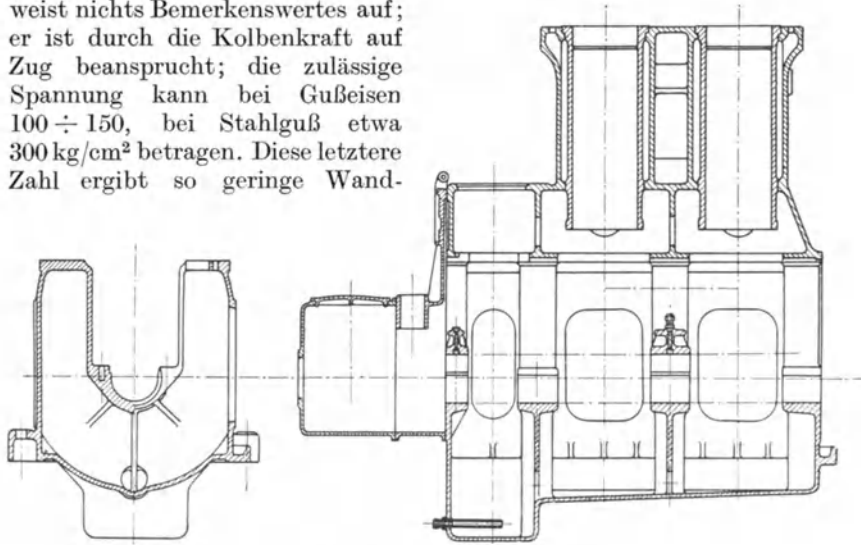 weist nichts Bemerkenswertes auf;
er ist durch die Kolbenkraft auf
Zug beansprucht; die zulässige
Spannung kann bei Gußeisen
100 ÷ 150, bei Stahlguß etwa
300 kg/cm² betragen. Diese letztere
Zahl ergibt so geringe Wand-